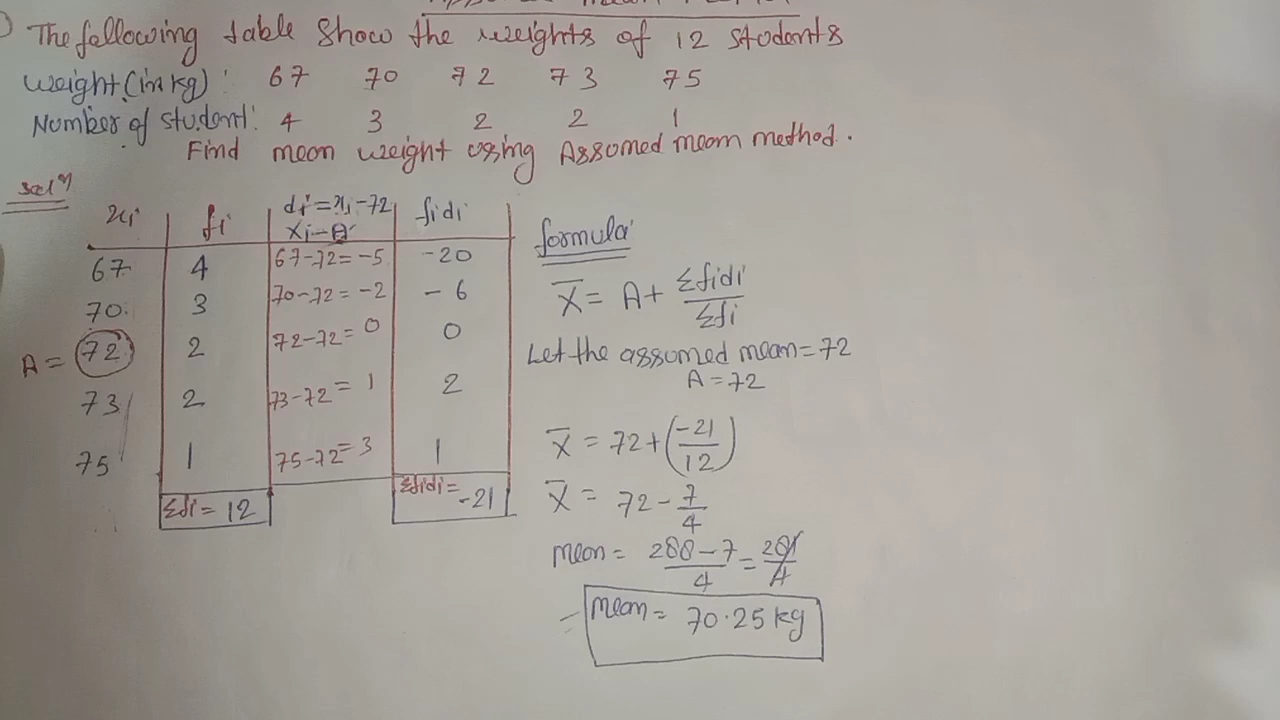 The following table Show the weights of 12 Students
Weight (in kg): 67 70 72 73 75
Number of student: 4 3 2 2 1
Find mean weight using Assumed mean method.
Solⁿ
xi fi di = xi-72 fidi
Xi-A
67 4 67-72=-5 -20
70 3 70-72=-2 -6
A = 72 2 72-72=0 0
73 2 73-72=1 2
75 1 75-72=3 1
Σfi = 12 Σfidi = -21
formula
X̄ = A + Σfidi/Σfi
Let the assumed mean = 72
A = 72
X̄ = 72 + (-21/12)
X̄ = 72 - 7/4
mean = 288-7/4 = 281/4
mean = 70.25 kg